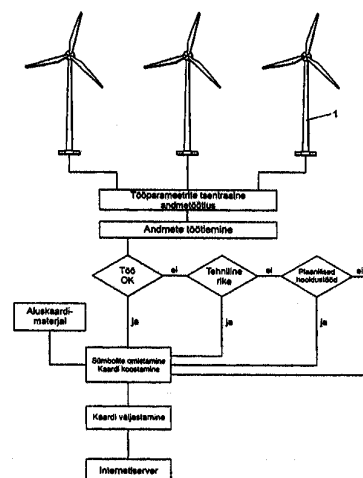 1
Tööparameetrite tsentraalne
andmetöötlus
Andmete töötlemine
Töö
OK
ei
Tehniline
rike
ei
Plaanilised
hooldustööd
ei
Aluskaardi-
materjal
ja
ja
ja
Sümbolite omistamine
Kaardi koostamine
Kaardi väljastamine
Internetiserver